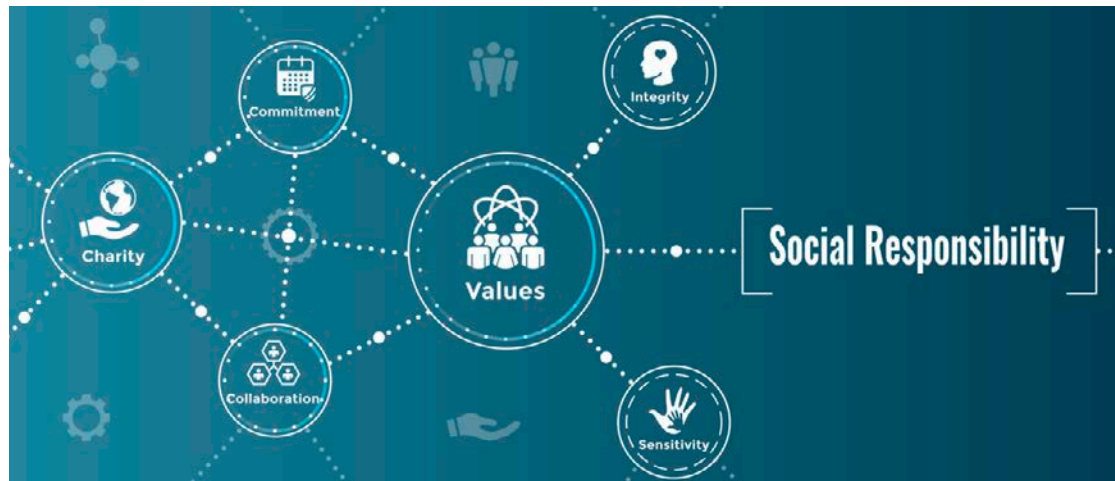 Commitment
Integrity
Charity
Values
Social Responsibility
Collaboration
Sensitivity